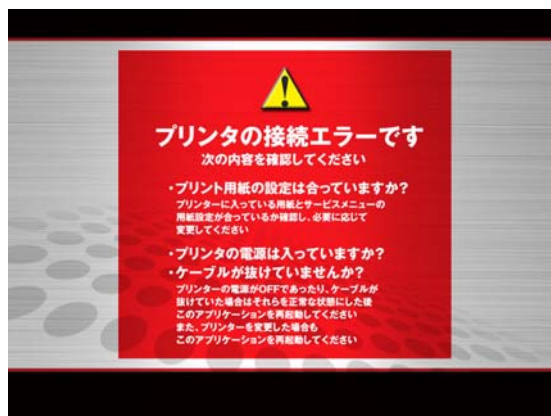 プリンタの接続エラーです
次の内容を確認してください
・プリント用紙の設定は合っていますか?
プリンターに入っている用紙とサービスメニューの
用紙設定が合っているか確認し、必要に応じて
変更してください
・プリンタの電源は入っていますか?
・ケーブルが抜けていませんか?
プリンターの電源がOFFであったり、ケーブルが
抜けていた場合はそれらを正常な状態にした後
このアプリケーションを再起動してください
また、プリンターを変更した場合も
このアプリケーションを再起動してください